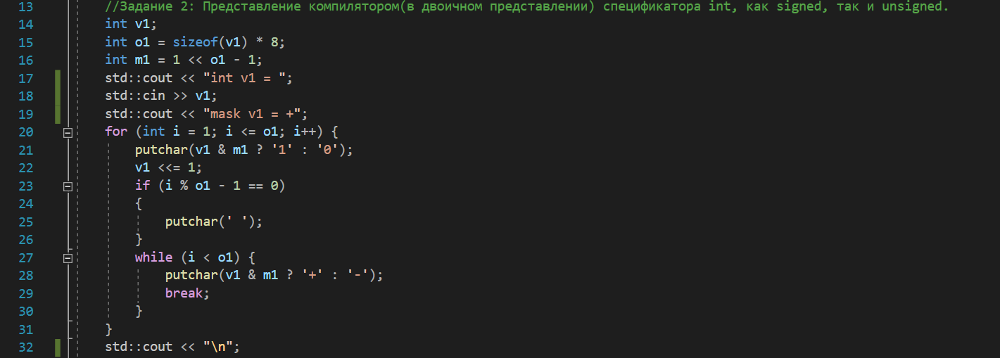 13 //Задание 2: Представление компилятором(в двоичном представлении) спецификатора int, как signed, так и unsigned.
14 int v1;
15 int o1 = sizeof(v1) * 8;
16 int m1 = 1 << o1 - 1;
17 std::cout << "int v1 = ";
18 std::cin >> v1;
19 std::cout << "mask v1 = +";
20 for (int i = 1; i <= o1; i++) {
21 putchar(v1 & m1 ? '1' : '0');
22 v1 <<= 1;
23 if (i % o1 - 1 == 0)
24 {
25 putchar(' ');
26 }
27 while (i < o1) {
28 putchar(v1 & m1 ? '+' : '-');
29 break;
30 }
31 }
32 std::cout << "\n";